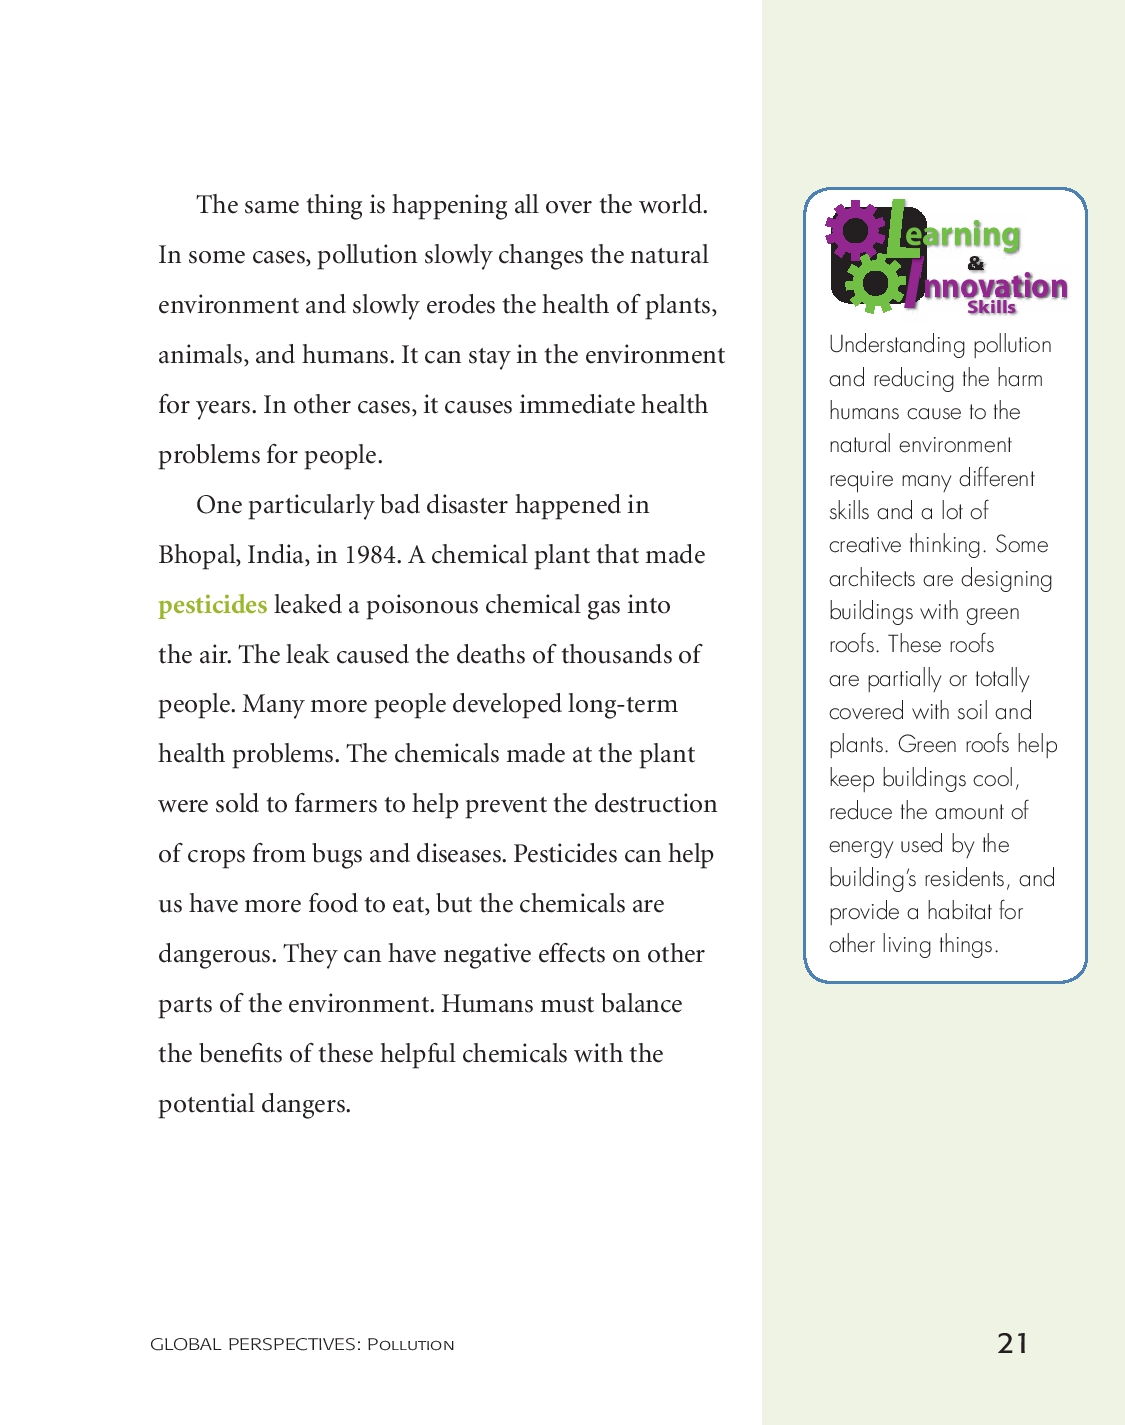 The same thing is happening all over the world.
In some cases, pollution slowly changes the natural
environment and slowly erodes the health of plants,
animals, and humans. It can stay in the environment
for years. In other cases, it causes immediate health
problems for people.
One particularly bad disaster happened in
Bhopal, India, in 1984. A chemical plant that made
pesticides leaked a poisonous chemical gas into
the air. The leak caused the deaths of thousands of
people. Many more people developed long-term
health problems. The chemicals made at the plant
were sold to farmers to help prevent the destruction
of crops from bugs and diseases. Pesticides can help
us have more food to eat, but the chemicals are
dangerous. They can have negative effects on other
parts of the environment. Humans must balance
the benefits of these helpful chemicals with the
potential dangers.
Learning
&
Innovation
Skills
Understanding pollution
and reducing the harm
humans cause to the
natural environment
require many different
skills and a lot of
creative thinking. Some
architects are designing
buildings with green
roofs. These roofs
are partially or totally
covered with soil and
plants. Green roofs help
keep buildings cool,
reduce the amount of
energy used by the
building’s residents, and
provide a habitat for
other living things.
GLOBAL PERSPECTIVES: Pollution
21